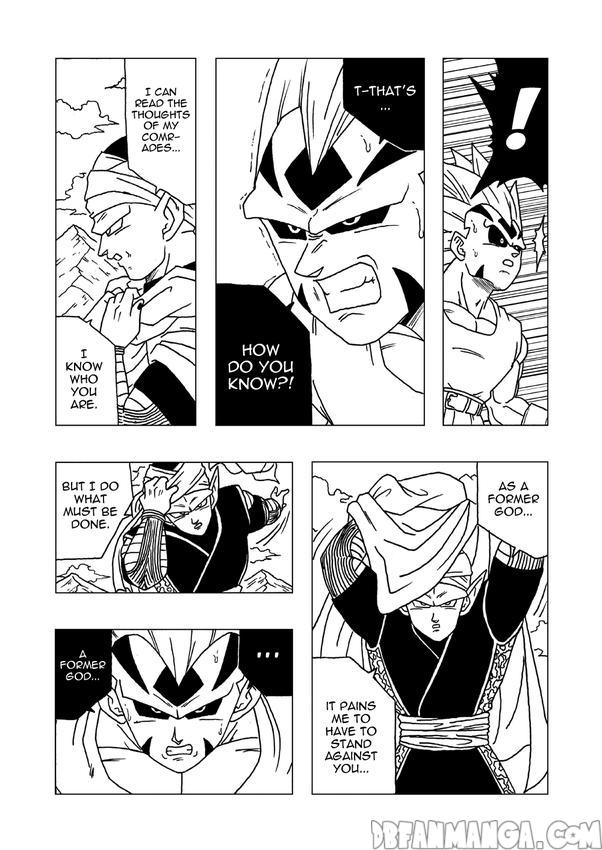 !
T-THAT'S
...
HOW
DO YOU
KNOW?!
I CAN
READ THE
THOUGHTS
OF MY
COMR-
ADES...
I
KNOW
WHO YOU
ARE.
AS A
FORMER
GOD...
IT PAINS
ME TO
HAVE TO
STAND
AGAINST
YOU...
BUT I DO
WHAT
MUST BE
DONE.
...
A
FORMER
GOD...
DBFANMANGA.COM